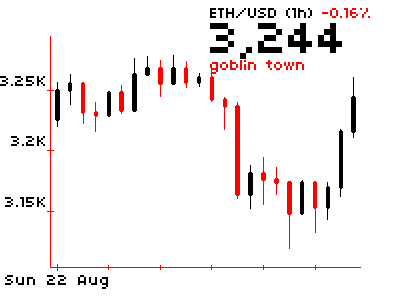 ETH/USD (1h) -0.16%
3,244
goblin town
3.25K
3.2K
3.15K
Sun 22 Aug